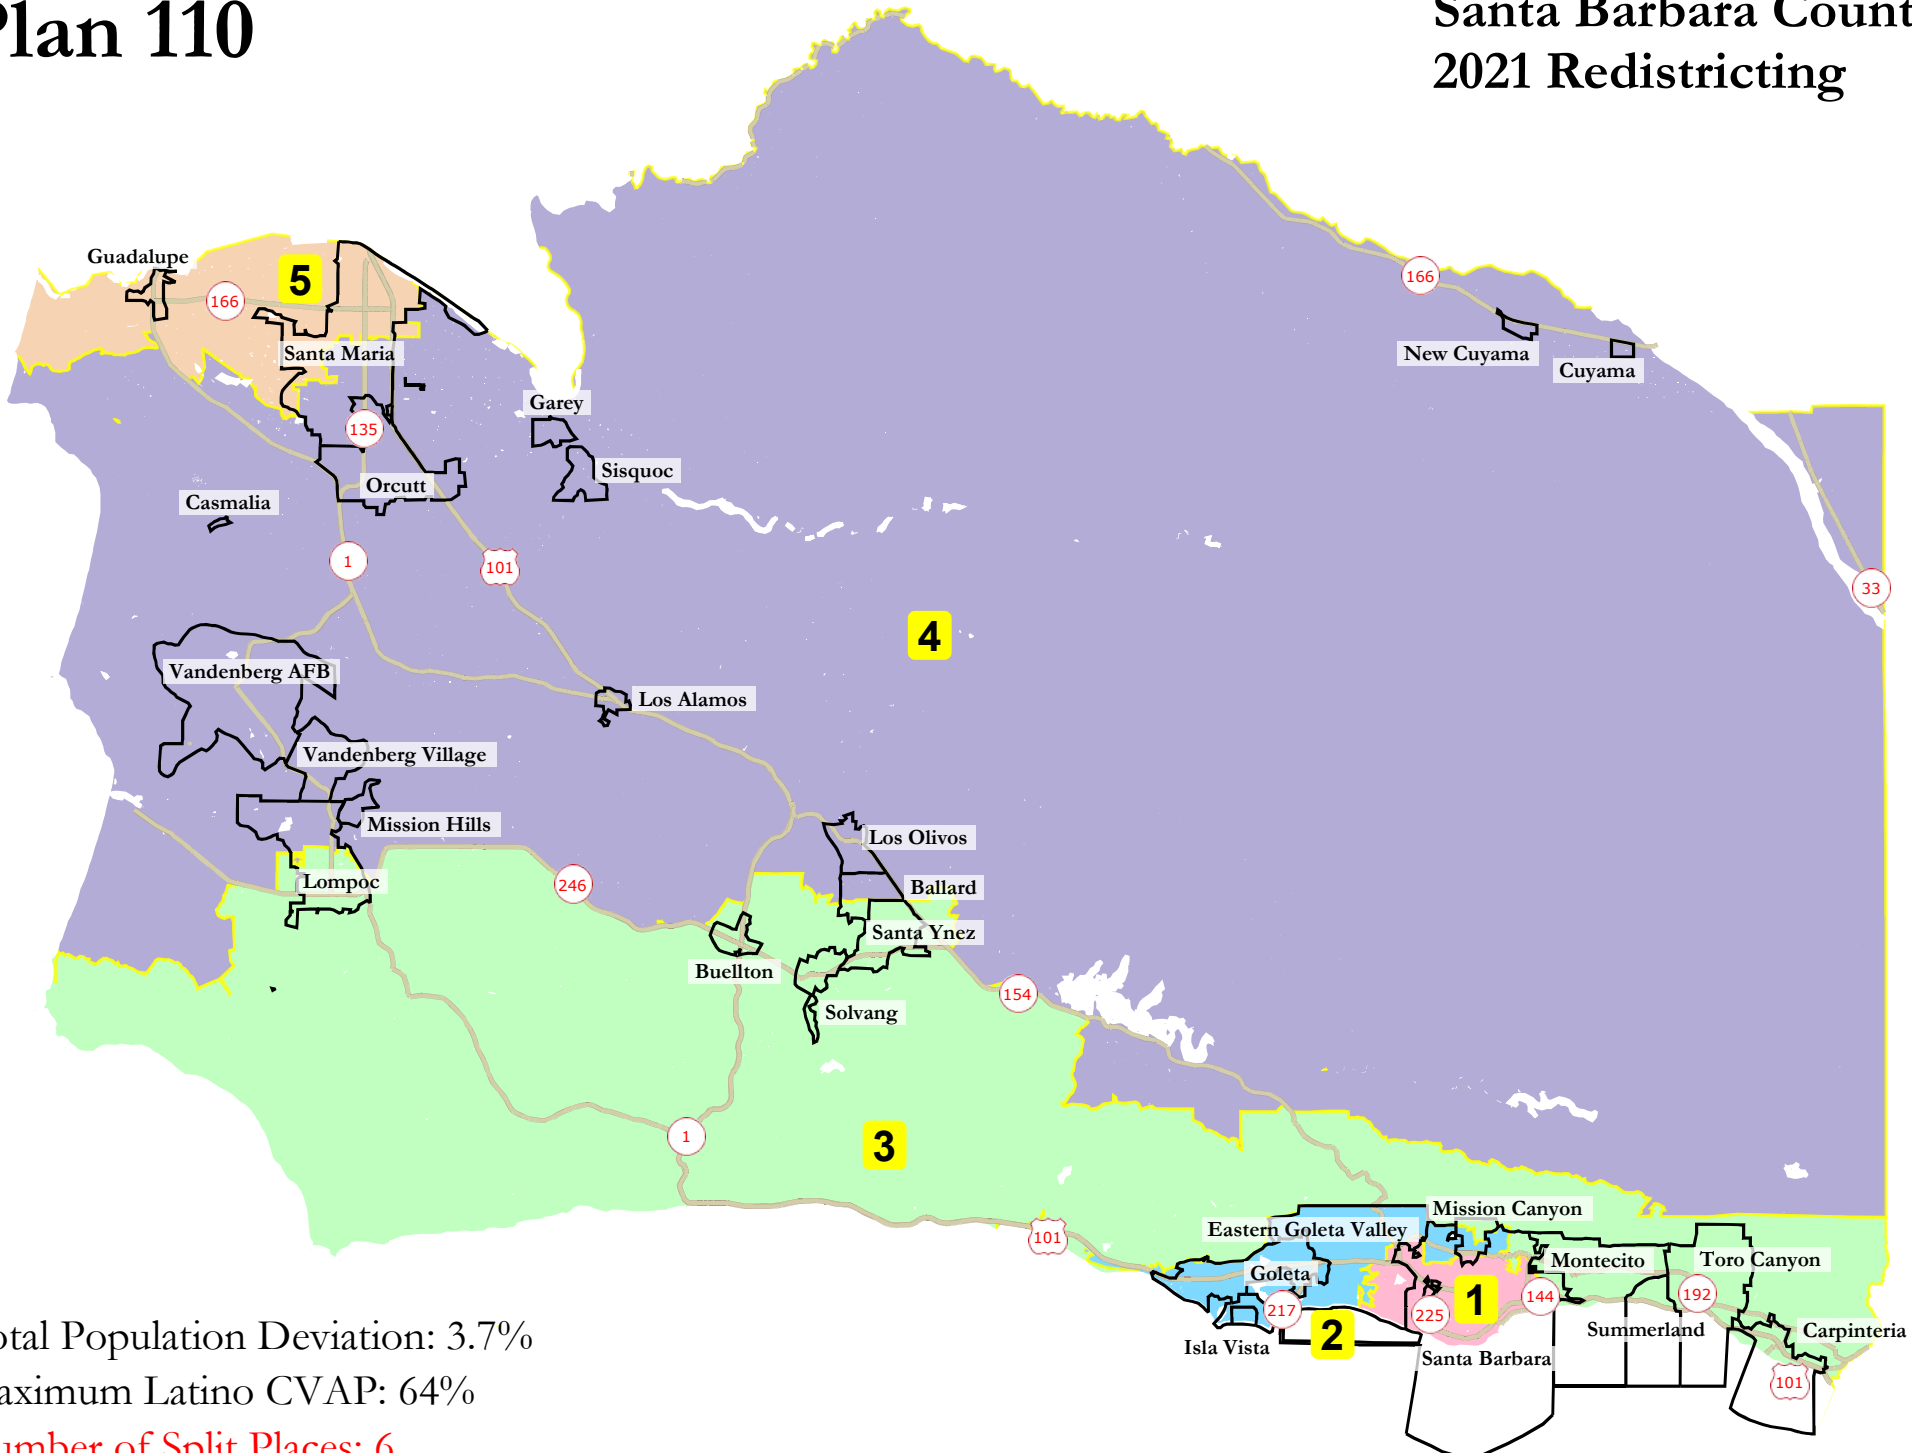 Plan 110
Santa Barbara Count
2021 Redistricting
Guadalupe
5
166
166
Santa Maria
New Cuyama
Cuyama
Garey
135
Sisquoc
Orcutt
Casmalia
1
101
33
4
Vandenberg AFB
Los Alamos
Vandenberg Village
Mission Hills
Los Olivos
Lompoc
246
Ballard
Santa Ynez
Buellton
154
Solvang
1
3
Mission Canyon
Eastern Goleta Valley
101
Montecito
Toro Canyon
Goleta
1
144
192
217
225
2
Summerland
Carpinteria
Isla Vista
Santa Barbara
101
otal Population Deviation: 3.7%
aximum Latino CVAP: 64%
umber of Split Places: 6